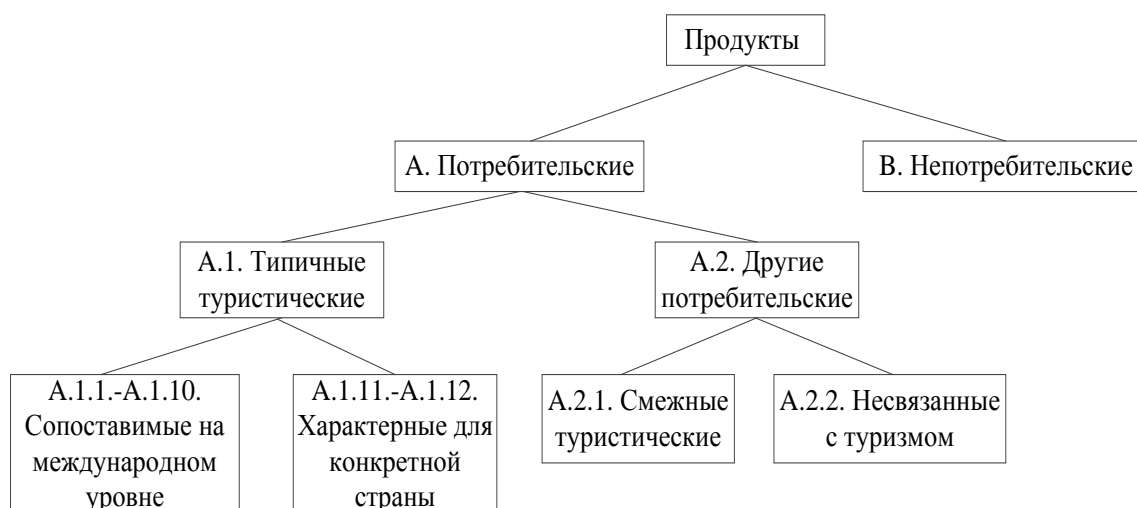 Продукты
А. Потребительские
В. Непотребительские
А.1. Типичные
туристические
А.2. Другие
потребительские
А.1.1.-А.1.10.
Сопоставимые на
международном
уровне
А.1.11.-А.1.12.
Характерные для
конкретной
страны
А.2.1. Смежные
туристические
А.2.2. Несвязанные
с туризмом